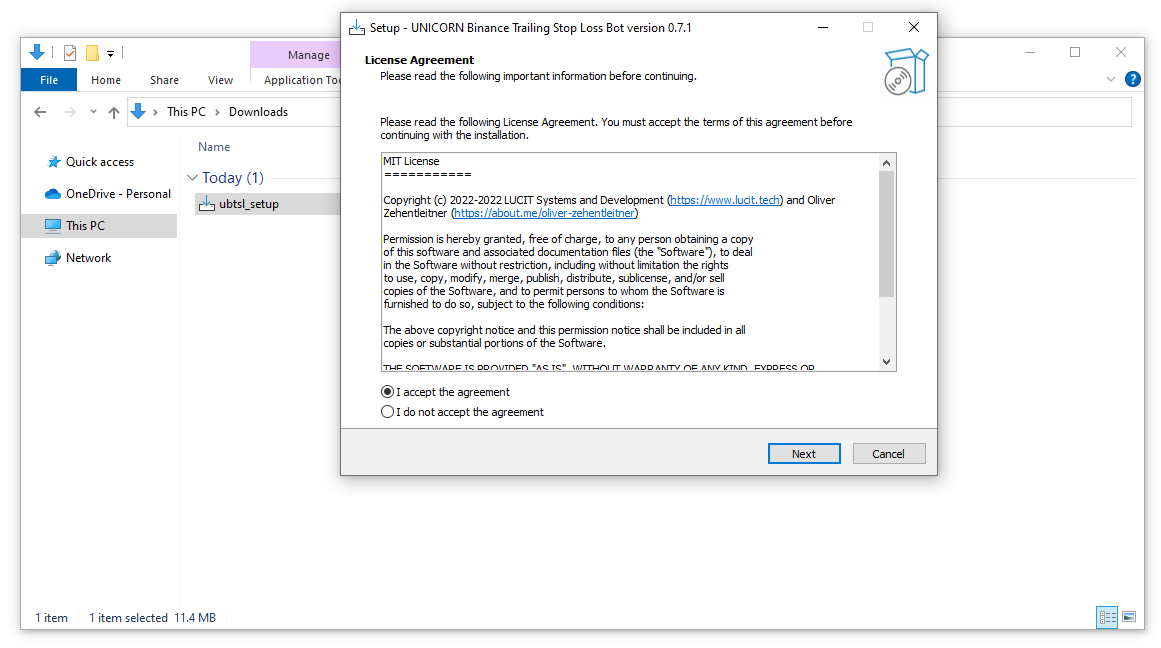 Setup - UNICORN Binance Trailing Stop Loss Bot version 0.7.1
Manage
File Home Share View Application Too
This PC Downloads
License Agreement
Please read the following important information before continuing.
Please read the following License Agreement. You must accept the terms of this agreement before
continuing with the installation.
MIT License
===========
Copyright (c) 2022-2022 LUCIT Systems and Development (https://www.lucit.tech) and Oliver
Zehentleitner (https://about.me/oliver-zehentleitner)
Permission is hereby granted, free of charge, to any person obtaining a copy
of this software and associated documentation files (the "Software"), to deal
in the Software without restriction, including without limitation the rights
to use, copy, modify, merge, publish, distribute, sublicense, and/or sell
copies of the Software, and to permit persons to whom the Software is
furnished to do so, subject to the following conditions:
The above copyright notice and this permission notice shall be included in all
copies or substantial portions of the Software.
THE SOFTWARE IS PROVIDED "AS IS", WITHOUT WARRANTY OF ANY KIND, EXPRESS OR
I accept the agreement
I do not accept the agreement
Next Cancel
Quick access
OneDrive - Personal
This PC
Network
Name
Today (1)
ubtsl_setup
1 item 1 item selected 11.4 MB